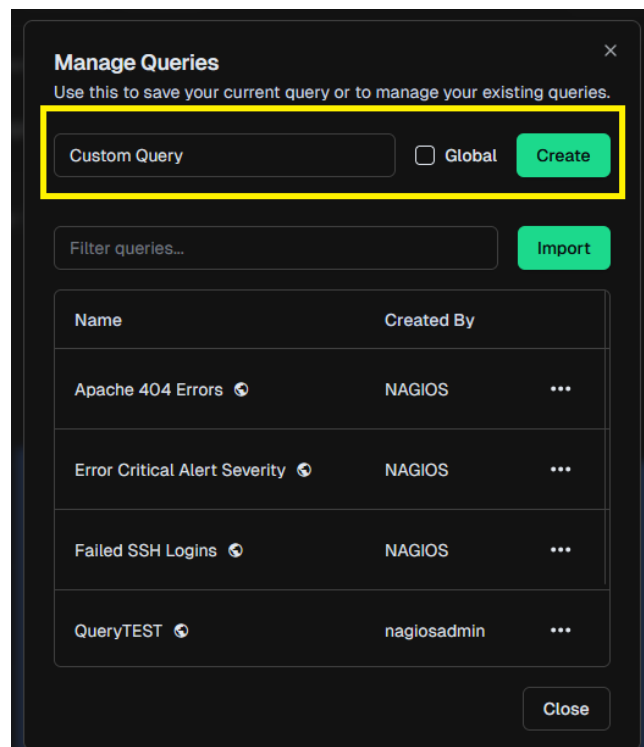 Manage Queries
Use this to save your current query or to manage your existing queries.
Custom Query Global Create
Filter queries... Import
Name Created By
Apache 404 Errors NAGIOS
Error Critical Alert Severity NAGIOS
Failed SSH Logins NAGIOS
QueryTEST nagiosadmin
Close